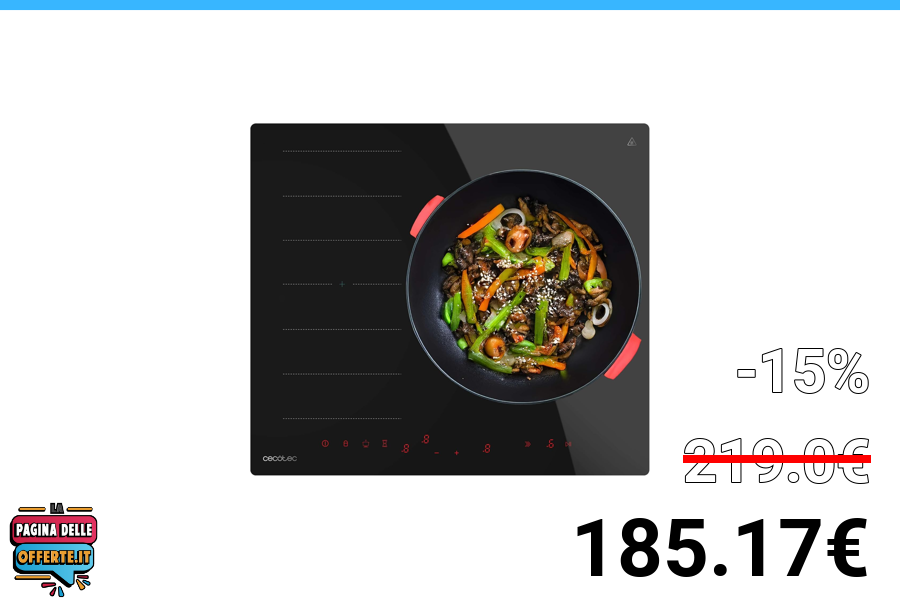 cecotec
-15%
219.0€
185.17€
LA
PAGINA DELLE
OFFERTE.IT